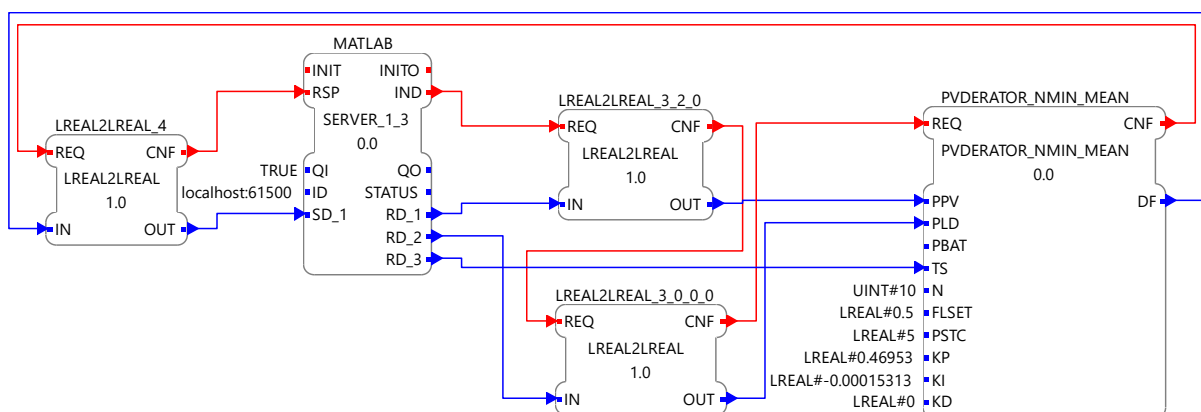 MATLAB
INIT INITO
RSP IND
SERVER_1_3
0.0
TRUE QI QO
localhost:61500 ID STATUS
SD_1 RD_1
RD_2
RD_3
LREAL2LREAL_4
REQ CNF
LREAL2LREAL
1.0
IN OUT
LREAL2LREAL_3_2_0
REQ CNF
LREAL2LREAL
1.0
IN OUT
LREAL2LREAL_3_0_0_0
REQ CNF
LREAL2LREAL
1.0
IN OUT
PVDERATOR_NMIN_MEAN
REQ CNF
PVDERATOR_NMIN_MEAN
0.0
PPV DF
PLD
PBAT
TS
UINT#10 N
LREAL#0.5 FLSET
LREAL#5 PSTC
LREAL#0.46953 KP
LREAL#-0.00015313 KI
LREAL#0 KD